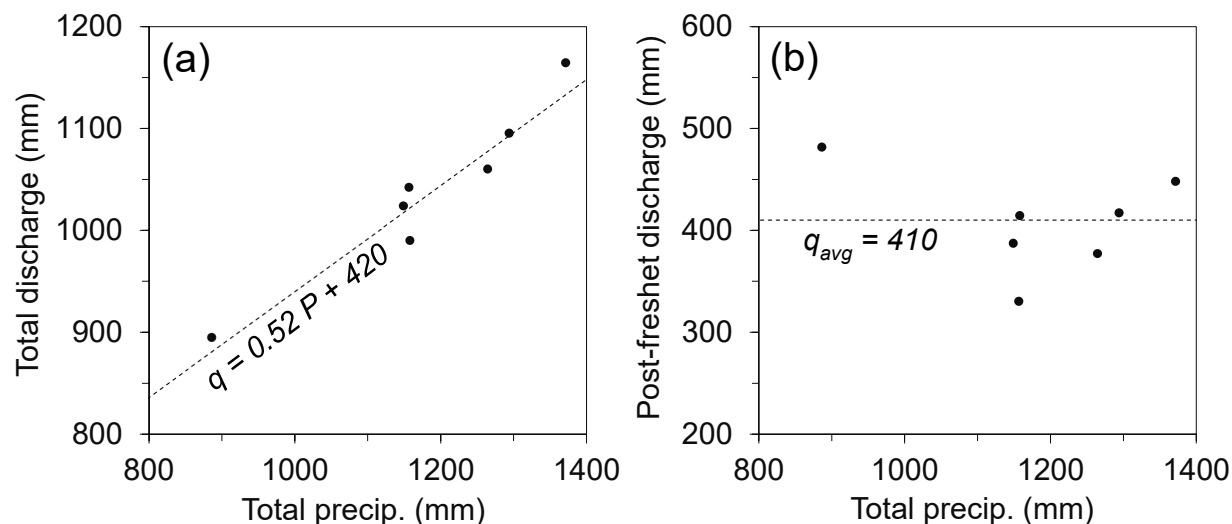 (a)
Total discharge (mm)
1200
1100
1000
900
800
q = 0.52 P + 420
800 1000 1200 1400
Total precip. (mm)
(b)
Post-freshet discharge (mm)
600
500
400
300
200
q_avg = 410
800 1000 1200 1400
Total precip. (mm)